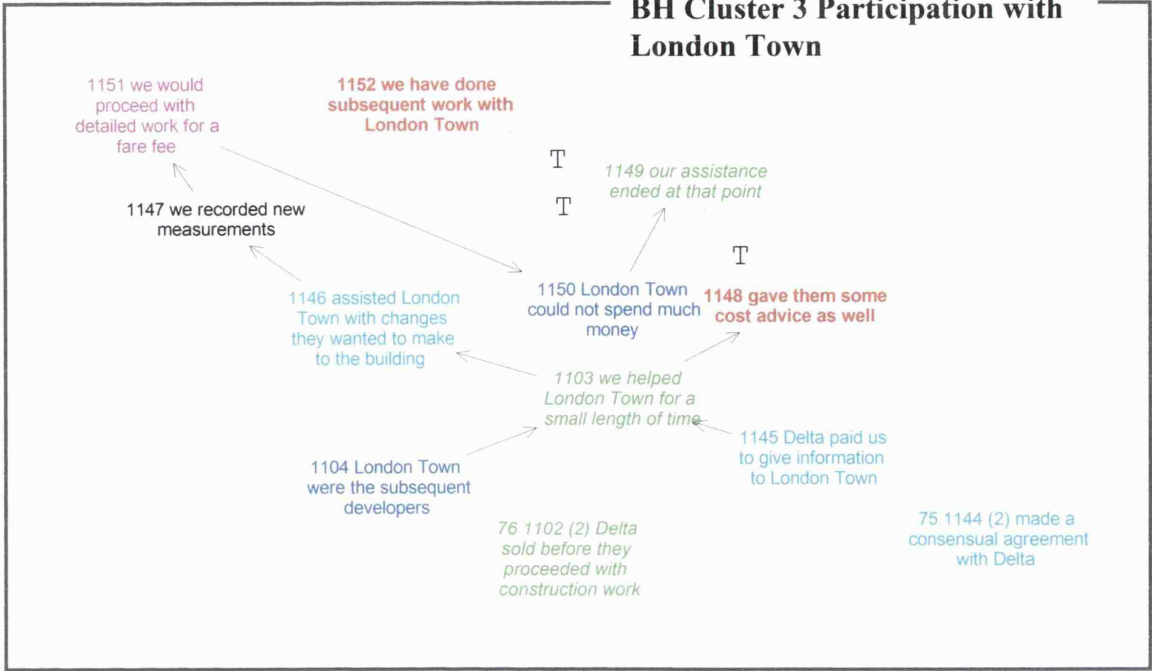 BH Cluster 3 Participation with
London Town
1151 we would
proceed with
detailed work for a
fare fee
1152 we have done
subsequent work with
London Town
T
1149 our assistance
ended at that point
T
1147 we recorded new
measurements
T
1146 assisted London
Town with changes
they wanted to make
to the building
1150 London Town
could not spend much
money
1148 gave them some
cost advice as well
1103 we helped
London Town for a
small length of time
1145 Delta paid us
to give information
to London Town
1104 London Town
were the subsequent
developers
76 1102 (2) Delta
sold before they
proceeded with
construction work
75 1144 (2) made a
consensual agreement
with Delta